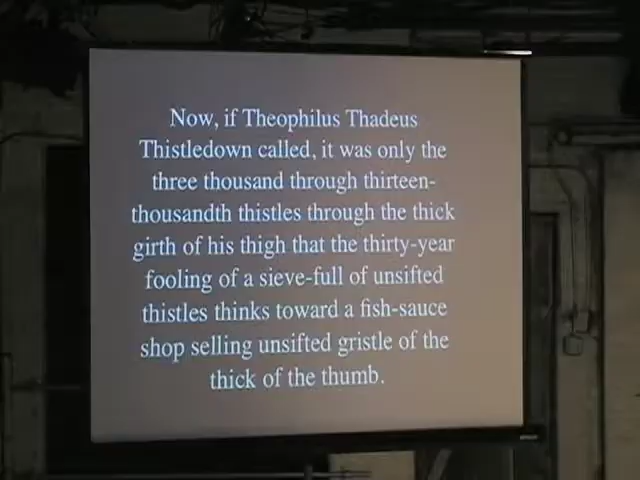 Now, if Theophilus Thadeus
Thistledown called, it was only the
three thousand through thirteen-
thousandth thistles through the thick
girth of his thigh that the thirty-year
fooling of a sieve-full of unsifted
thistles thinks toward a fish-sauce
shop selling unsifted gristle of the
thick of the thumb.